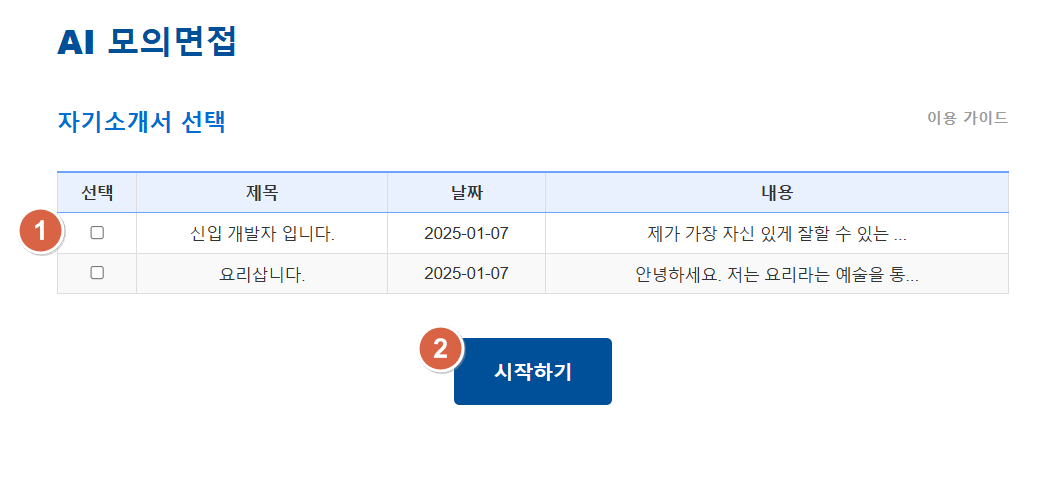 AI 모의면접
자기소개서 선택
이용 가이드
선택 제목 날짜 내용
1
신입 개발자 입니다. 2025-01-07 제가 가장 자신 있게 잘할 수 있는 ...
요리삽니다. 2025-01-07 안녕하세요. 저는 요리라는 예술을 통...
2
시작하기